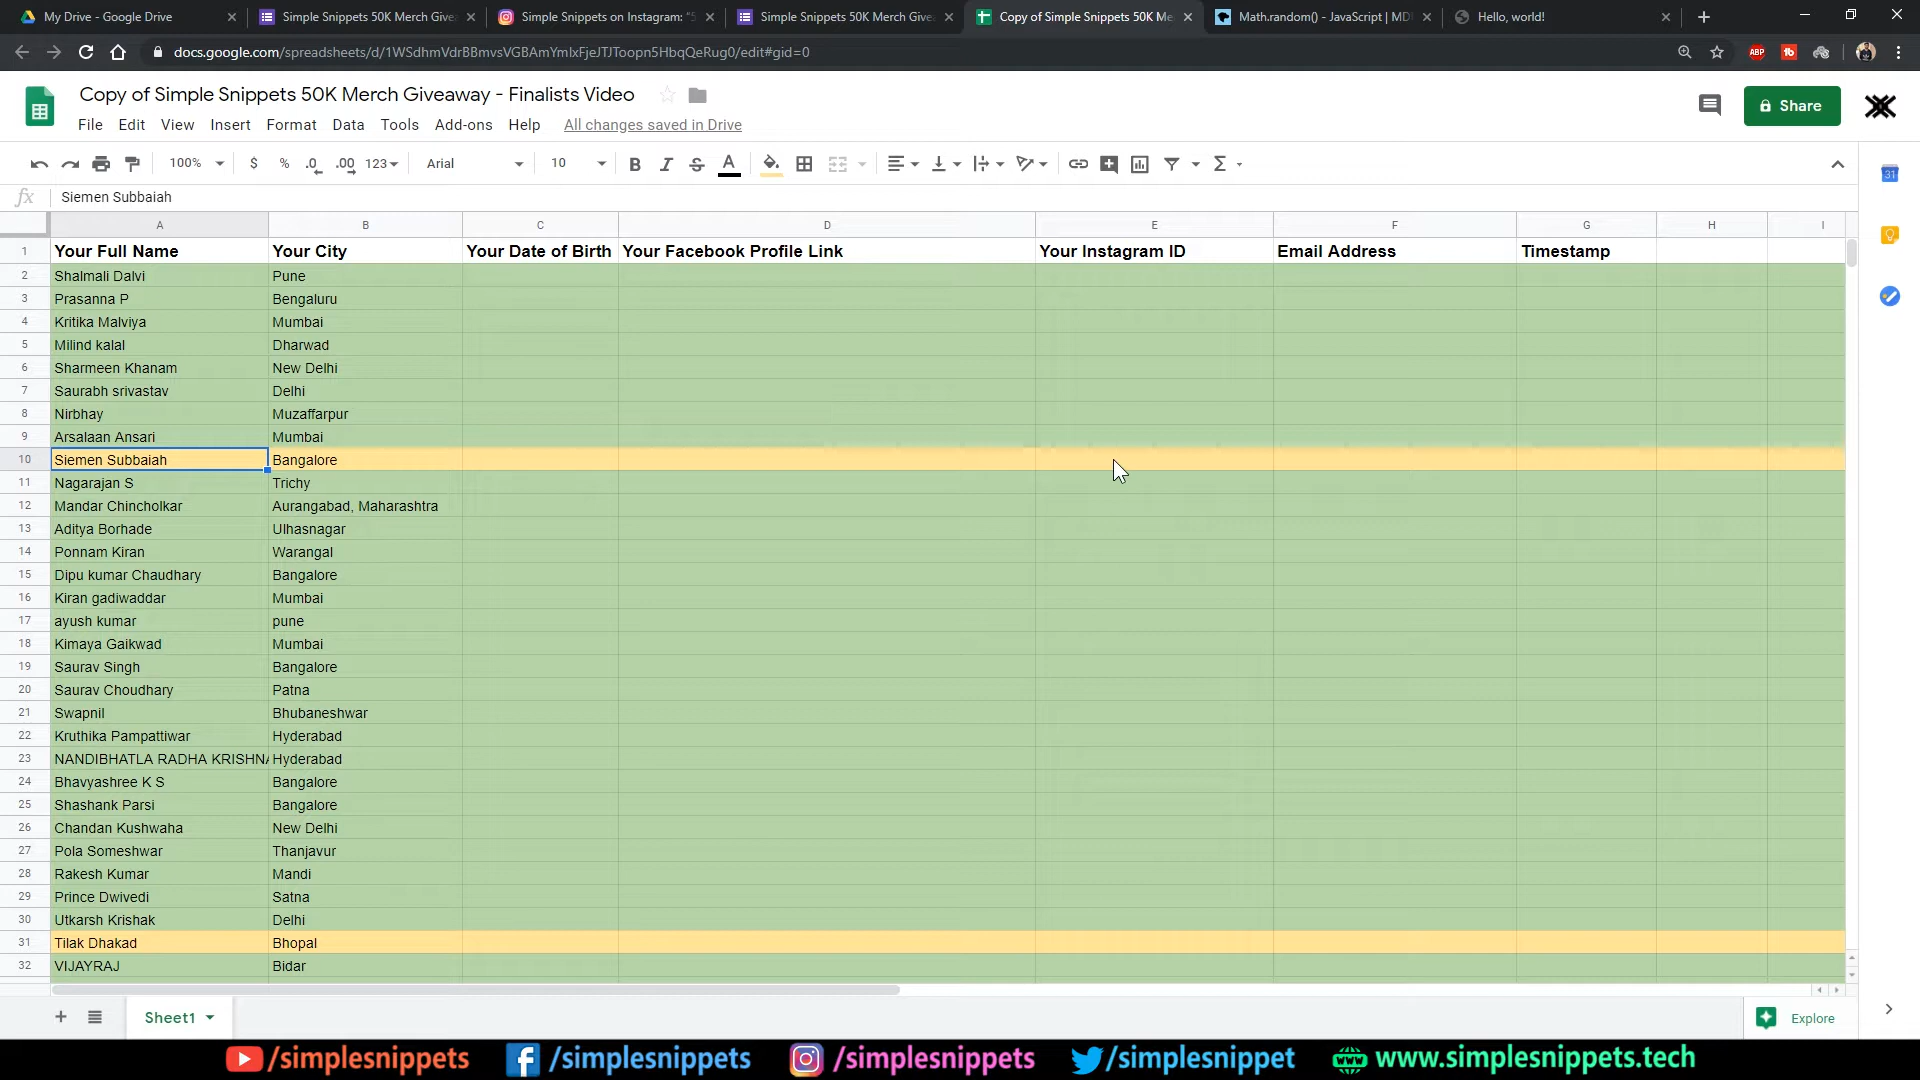 My Drive - Google Drive
Simple Snippets 50K Merch Givea
Simple Snippets on Instagram: "5
Simple Snippets 50K Merch Givea
Copy of Simple Snippets 50K Me
Math.random() - JavaScript | MD
Hello, world!
docs.google.com/spreadsheets/d/1WSdhmVdrBBmvsVGBAmYmlxFjeJTJToopn5HbqQeRug0/edit#gid=0
Copy of Simple Snippets 50K Merch Giveaway - Finalists Video
Share
File Edit View Insert Format Data Tools Add-ons Help All changes saved in Drive
100% $ % .0 .00 123 Arial 10 B I S A Σ
fx Siemen Subbaiah
A B C D E F G H I
1 Your Full Name Your City Your Date of Birth Your Facebook Profile Link Your Instagram ID Email Address Timestamp
2 Shalmali Dalvi Pune
3 Prasanna P Bengaluru
4 Kritika Malviya Mumbai
5 Milind kalal Dharwad
6 Sharmeen Khanam New Delhi
7 Saurabh srivastav Delhi
8 Nirbhay Muzaffarpur
9 Arsalaan Ansari Mumbai
10 Siemen Subbaiah Bangalore
11 Nagarajan S Trichy
12 Mandar Chincholkar Aurangabad, Maharashtra
13 Aditya Borhade Ulhasnagar
14 Ponnam Kiran Warangal
15 Dipu kumar Chaudhary Bangalore
16 Kiran gadiwaddar Mumbai
17 ayush kumar pune
18 Kimaya Gaikwad Mumbai
19 Saurav Singh Bangalore
20 Saurav Choudhary Patna
21 Swapnil Bhubaneshwar
22 Kruthika Pampattiwar Hyderabad
23 NANDIBHATLA RADHA KRISHNA Hyderabad
24 Bhavyashree K S Bangalore
25 Shashank Parsi Bangalore
26 Chandan Kushwaha New Delhi
27 Pola Someshwar Thanjavur
28 Rakesh Kumar Mandi
29 Prince Dwivedi Satna
30 Utkarsh Krishak Delhi
31 Tilak Dhakad Bhopal
32 VIJAYRAJ Bidar
Sheet1
Explore
/simplesnippets /simplesnippets /simplesnippets /simplesnippet www.simplesnippets.tech